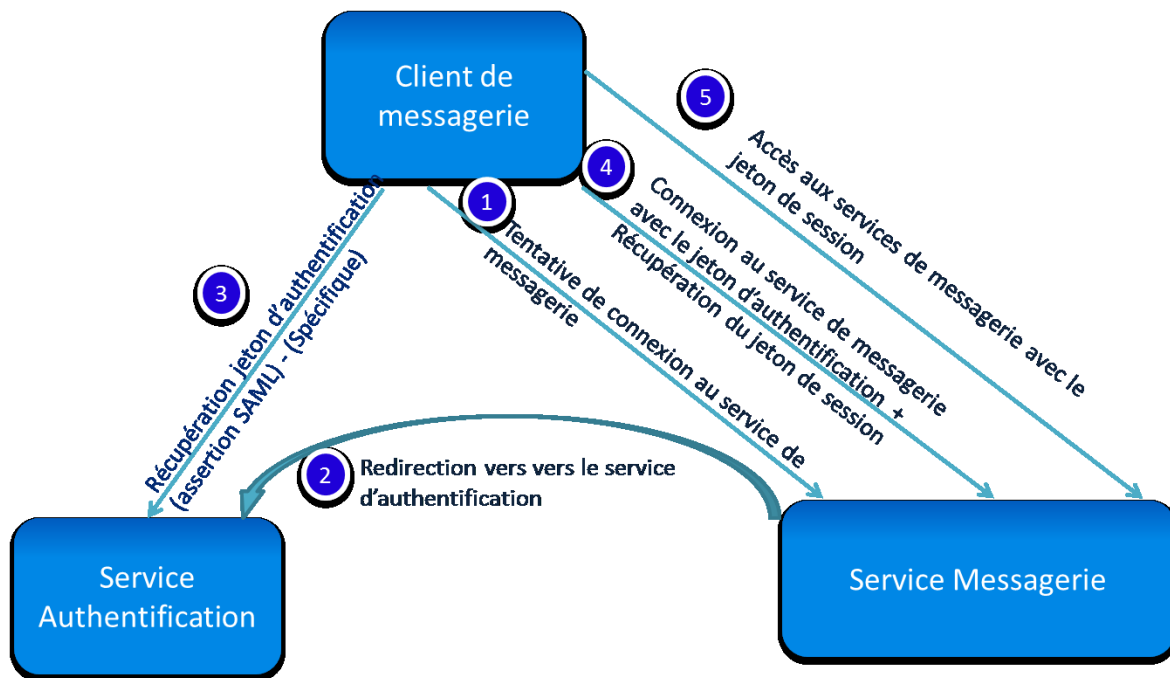 Client de
messagerie
1
Tentative de connexion au service de
messagerie
2
Redirection vers vers le service
d'authentification
3
Récupération jeton d'authentification
(assertion SAML) - (Spécifique)
4
Connexion au service de messagerie
avec le jeton d'authentification +
Récupération du jeton de session
5
Accès aux services de messagerie avec le
jeton de session
Service
Authentification
Service Messagerie